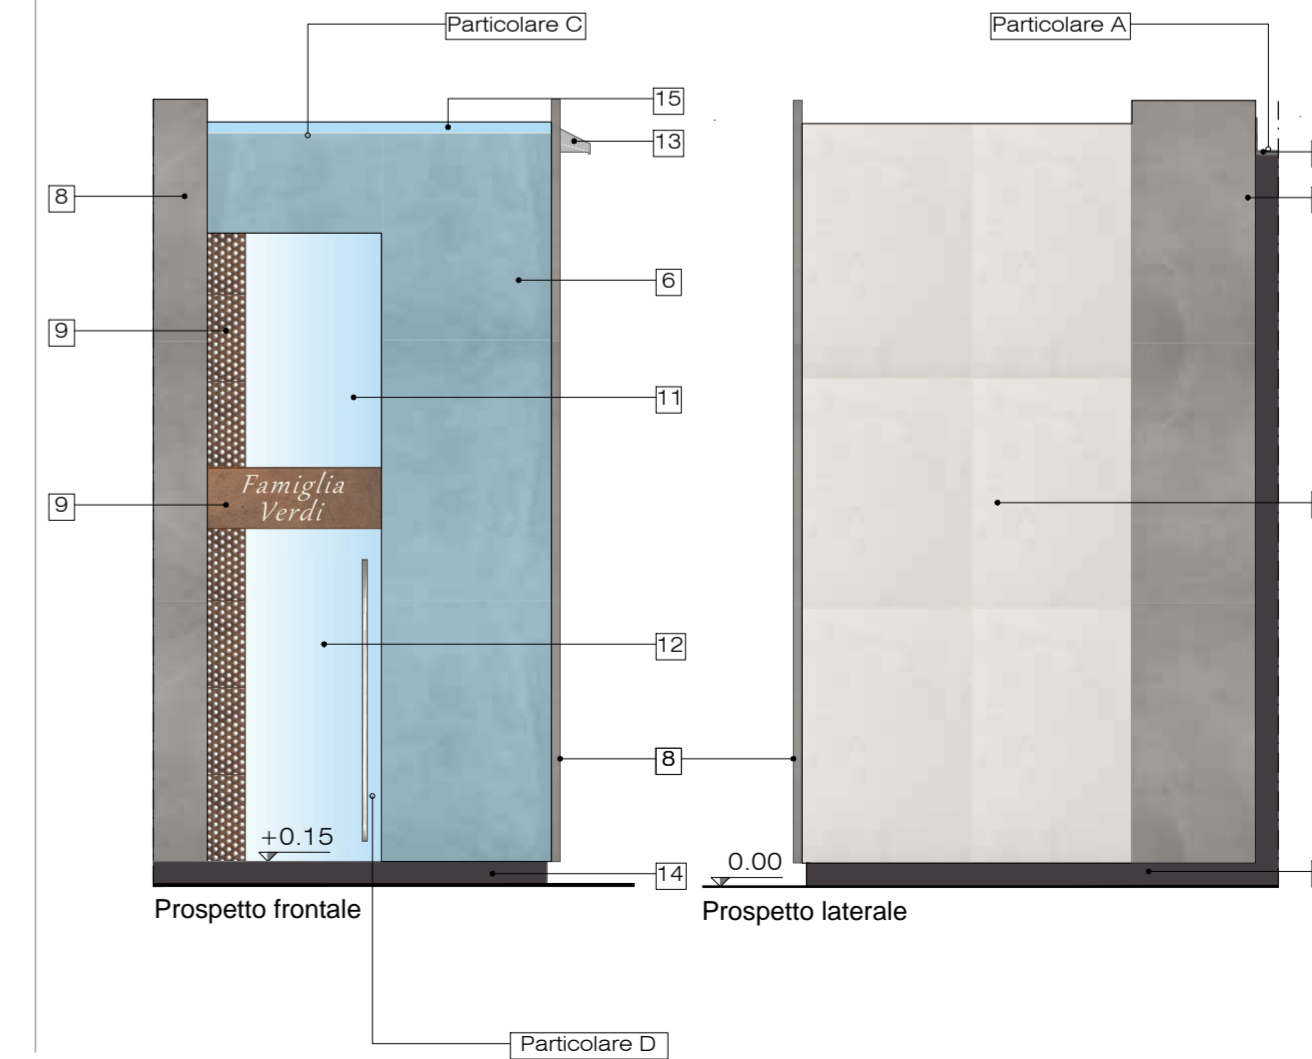 Particolare C
Particolare A
15
13
8
6
9
11
Famiglia
Verdi
9
12
8
+0.15
0.00
14
Prospetto frontale
Prospetto laterale
Particolare D